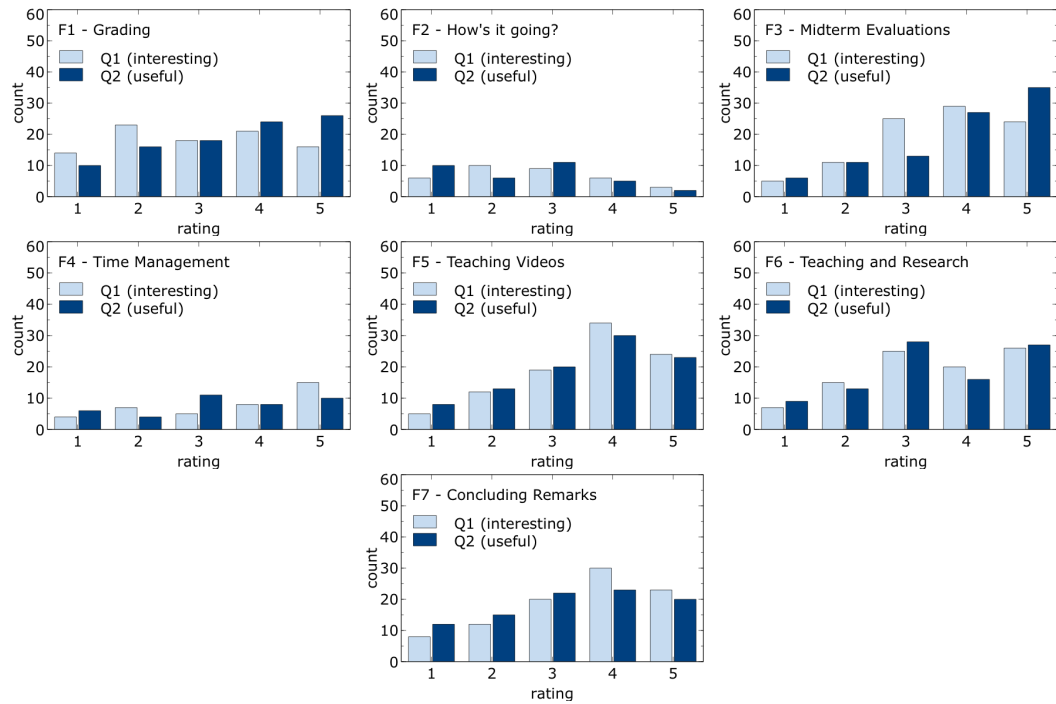 F1 - Grading
Q1 (interesting)
Q2 (useful)
count
60
50
40
30
20
10
0
1 2 3 4 5
rating
F2 - How's it going?
Q1 (interesting)
Q2 (useful)
count
60
50
40
30
20
10
0
1 2 3 4 5
rating
F3 - Midterm Evaluations
Q1 (interesting)
Q2 (useful)
count
60
50
40
30
20
10
0
1 2 3 4 5
rating
F4 - Time Management
Q1 (interesting)
Q2 (useful)
count
60
50
40
30
20
10
0
1 2 3 4 5
rating
F5 - Teaching Videos
Q1 (interesting)
Q2 (useful)
count
60
50
40
30
20
10
0
1 2 3 4 5
rating
F6 - Teaching and Research
Q1 (interesting)
Q2 (useful)
count
60
50
40
30
20
10
0
1 2 3 4 5
rating
F7 - Concluding Remarks
Q1 (interesting)
Q2 (useful)
count
60
50
40
30
20
10
0
1 2 3 4 5
rating